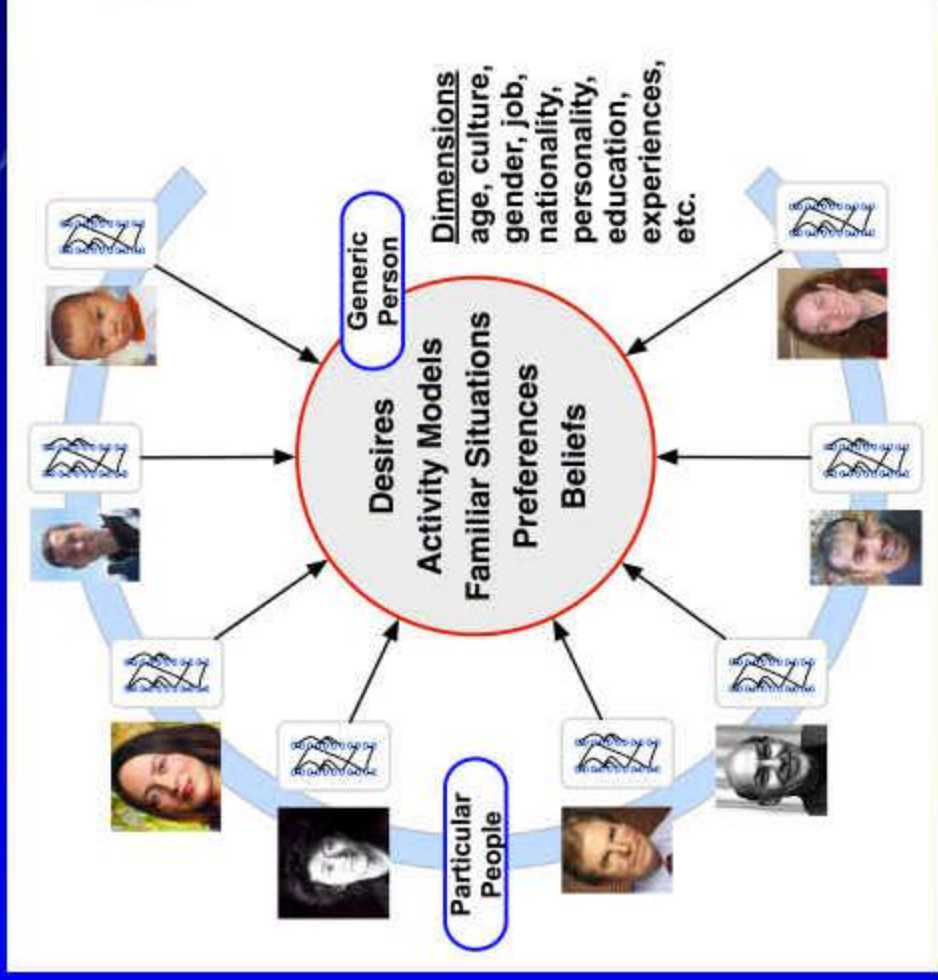 Generic
Person
Desires
Activity Models
Familiar Situations
Preferences
Beliefs
Dimensions
age, culture,
gender, job,
nationality,
personality,
education,
experiences,
etc.
Particular
People